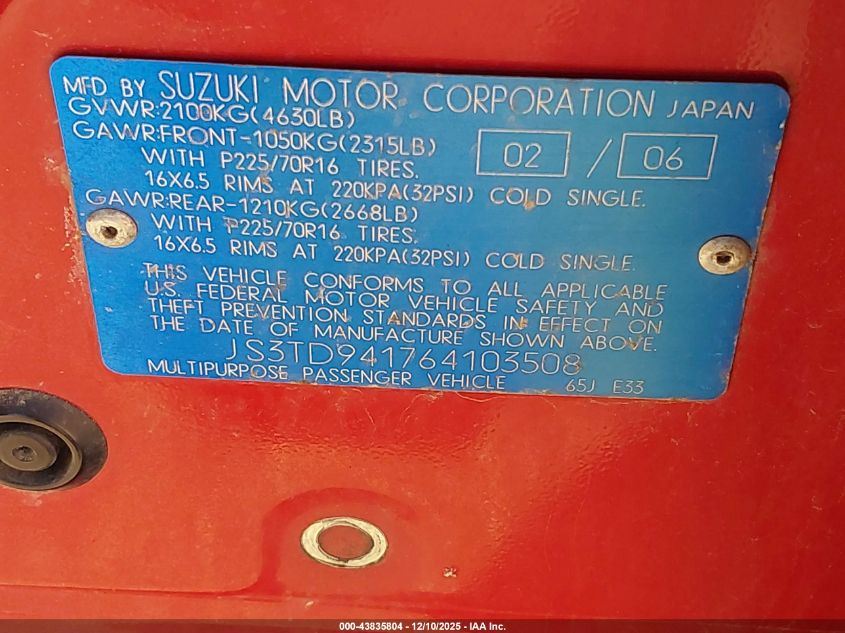 MFD BY SUZUKI MOTOR CORPORATION JAPAN
GVWR:2100KG(4630LB)
GAWR:FRONT-1050KG(2315LB) 02 / 06
WITH P225/70R16 TIRES.
16X6.5 RIMS AT 220KPA(32PSI) COLD SINGLE.
GAWR:REAR-1210KG(2668LB)
WITH P225/70R16 TIRES.
16X6.5 RIMS AT 220KPA(32PSI) COLD SINGLE.
THIS VEHICLE CONFORMS TO ALL APPLICABLE
U.S. FEDERAL MOTOR VEHICLE SAFETY AND
THEFT PREVENTION STANDARDS IN EFFECT ON
THE DATE OF MANUFACTURE SHOWN ABOVE.
JS3TD941764103508
MULTIPURPOSE PASSENGER VEHICLE 65J E33
000-43835804 - 12/10/2025 - IAA Inc.